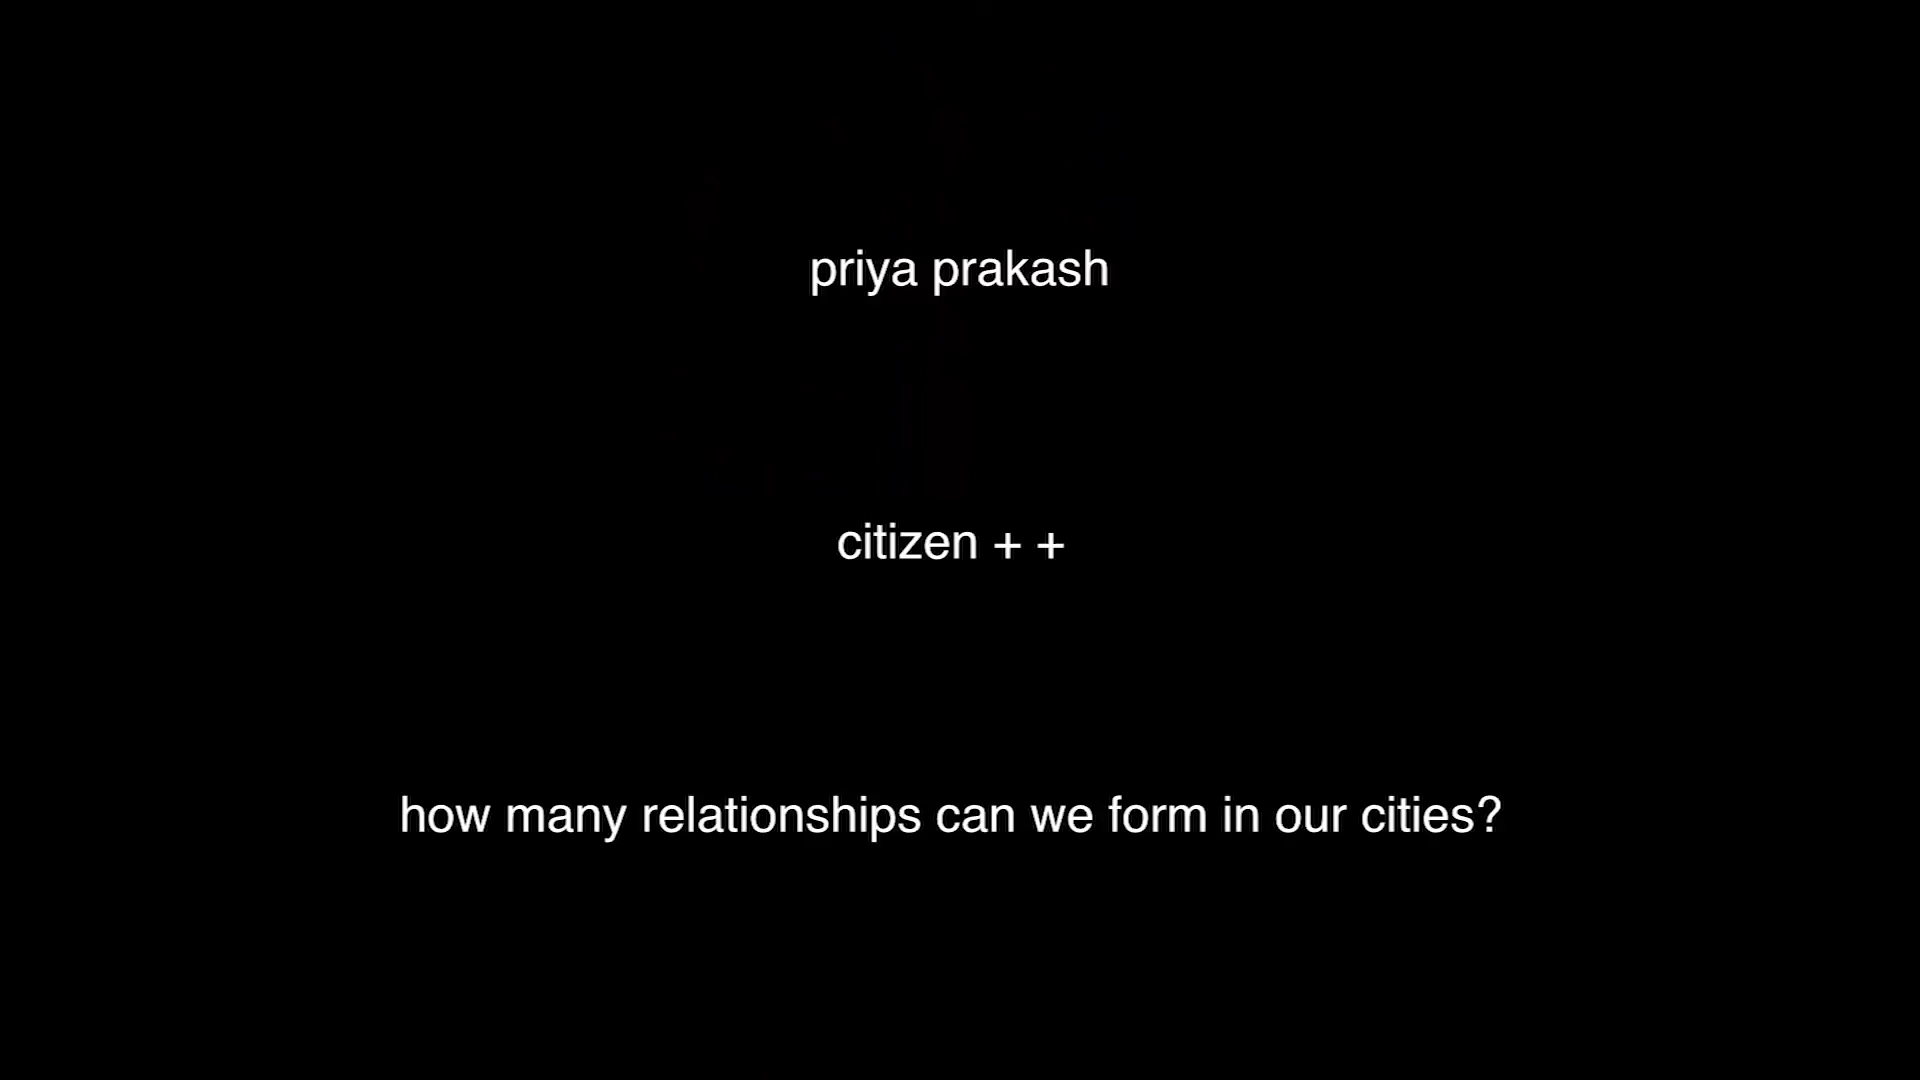 priya prakash
citizen + +
how many relationships can we form in our cities?